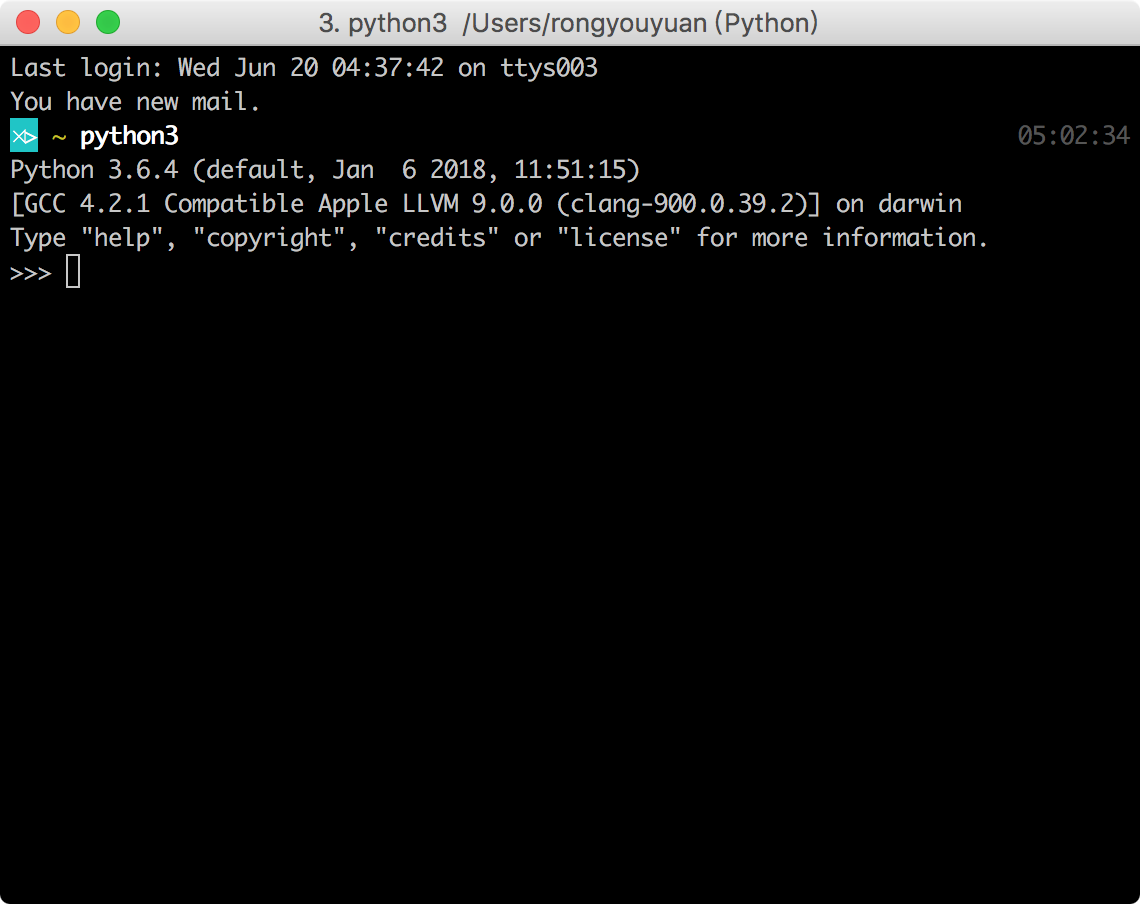 3. python3  /Users/rongyouyuan (Python)
Last login: Wed Jun 20 04:37:42 on ttys003
You have new mail.
~ python3 05:02:34
Python 3.6.4 (default, Jan  6 2018, 11:51:15)
[GCC 4.2.1 Compatible Apple LLVM 9.0.0 (clang-900.0.39.2)] on darwin
Type "help", "copyright", "credits" or "license" for more information.
>>>